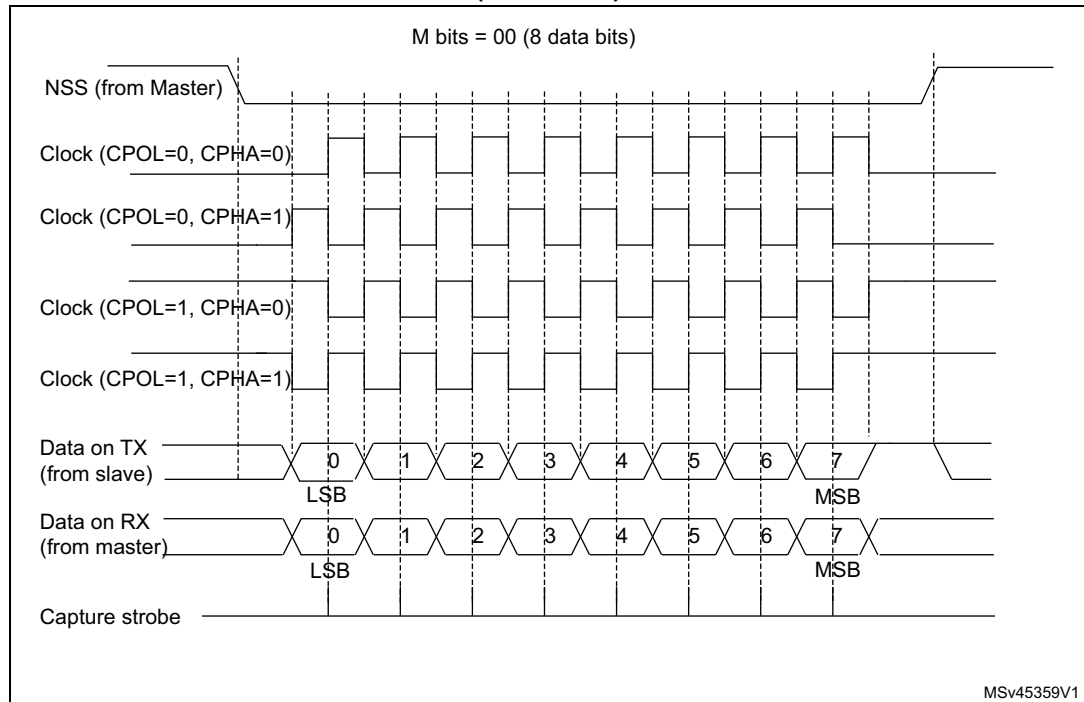 M bits = 00 (8 data bits)
NSS (from Master)
Clock (CPOL=0, CPHA=0)
Clock (CPOL=0, CPHA=1)
Clock (CPOL=1, CPHA=0)
Clock (CPOL=1, CPHA=1)
Data on TX
(from slave)
0 1 2 3 4 5 6 7
LSB MSB
Data on RX
(from master)
0 1 2 3 4 5 6 7
LSB MSB
Capture strobe
MSv45359V1